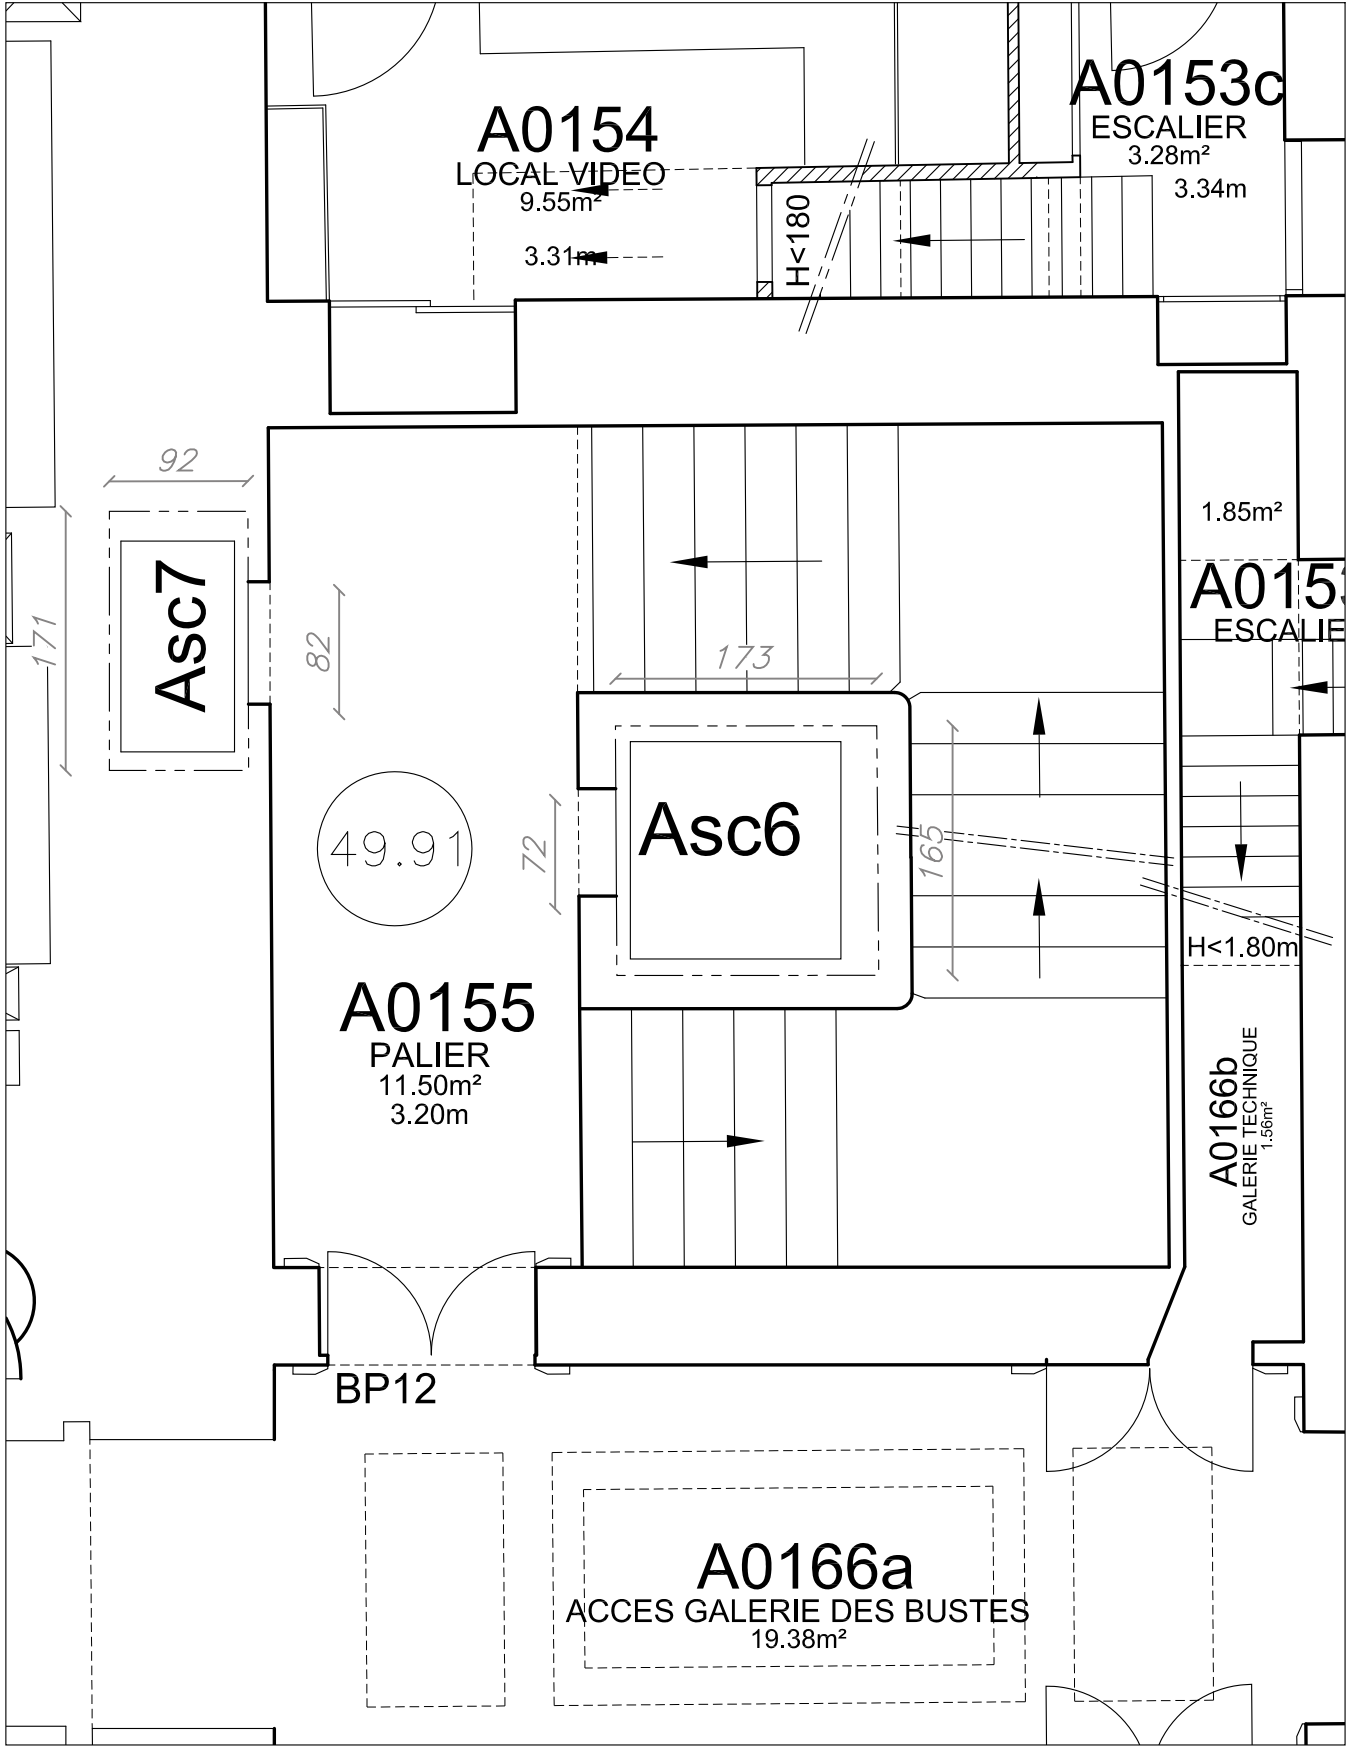 A0153c
ESCALIER
3.28m²
3.34m
A0154
LOCAL VIDEO
9.55m²
3.31m
H<180
92
171
Asc7
82
1.85m²
ESCALIE
173
Asc6
72
165
49.91
H<1.80m
A0155
PALIER
11.50m²
3.20m
A0166b
GALERIE TECHNIQUE
1.56m²
BP12
A0166a
ACCES GALERIE DES BUSTES
19.38m²